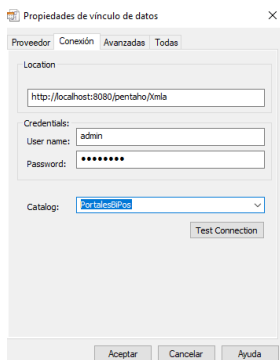 Propiedades de vínculo de datos
Proveedor Conexión Avanzadas Todas
Location
http://localhost:8080/pentaho/Xmla
Credentials:
User name: admin
Password: ●●●●●●●●
Catalog: PortalesBiPos
Test Connection
Aceptar Cancelar Ayuda